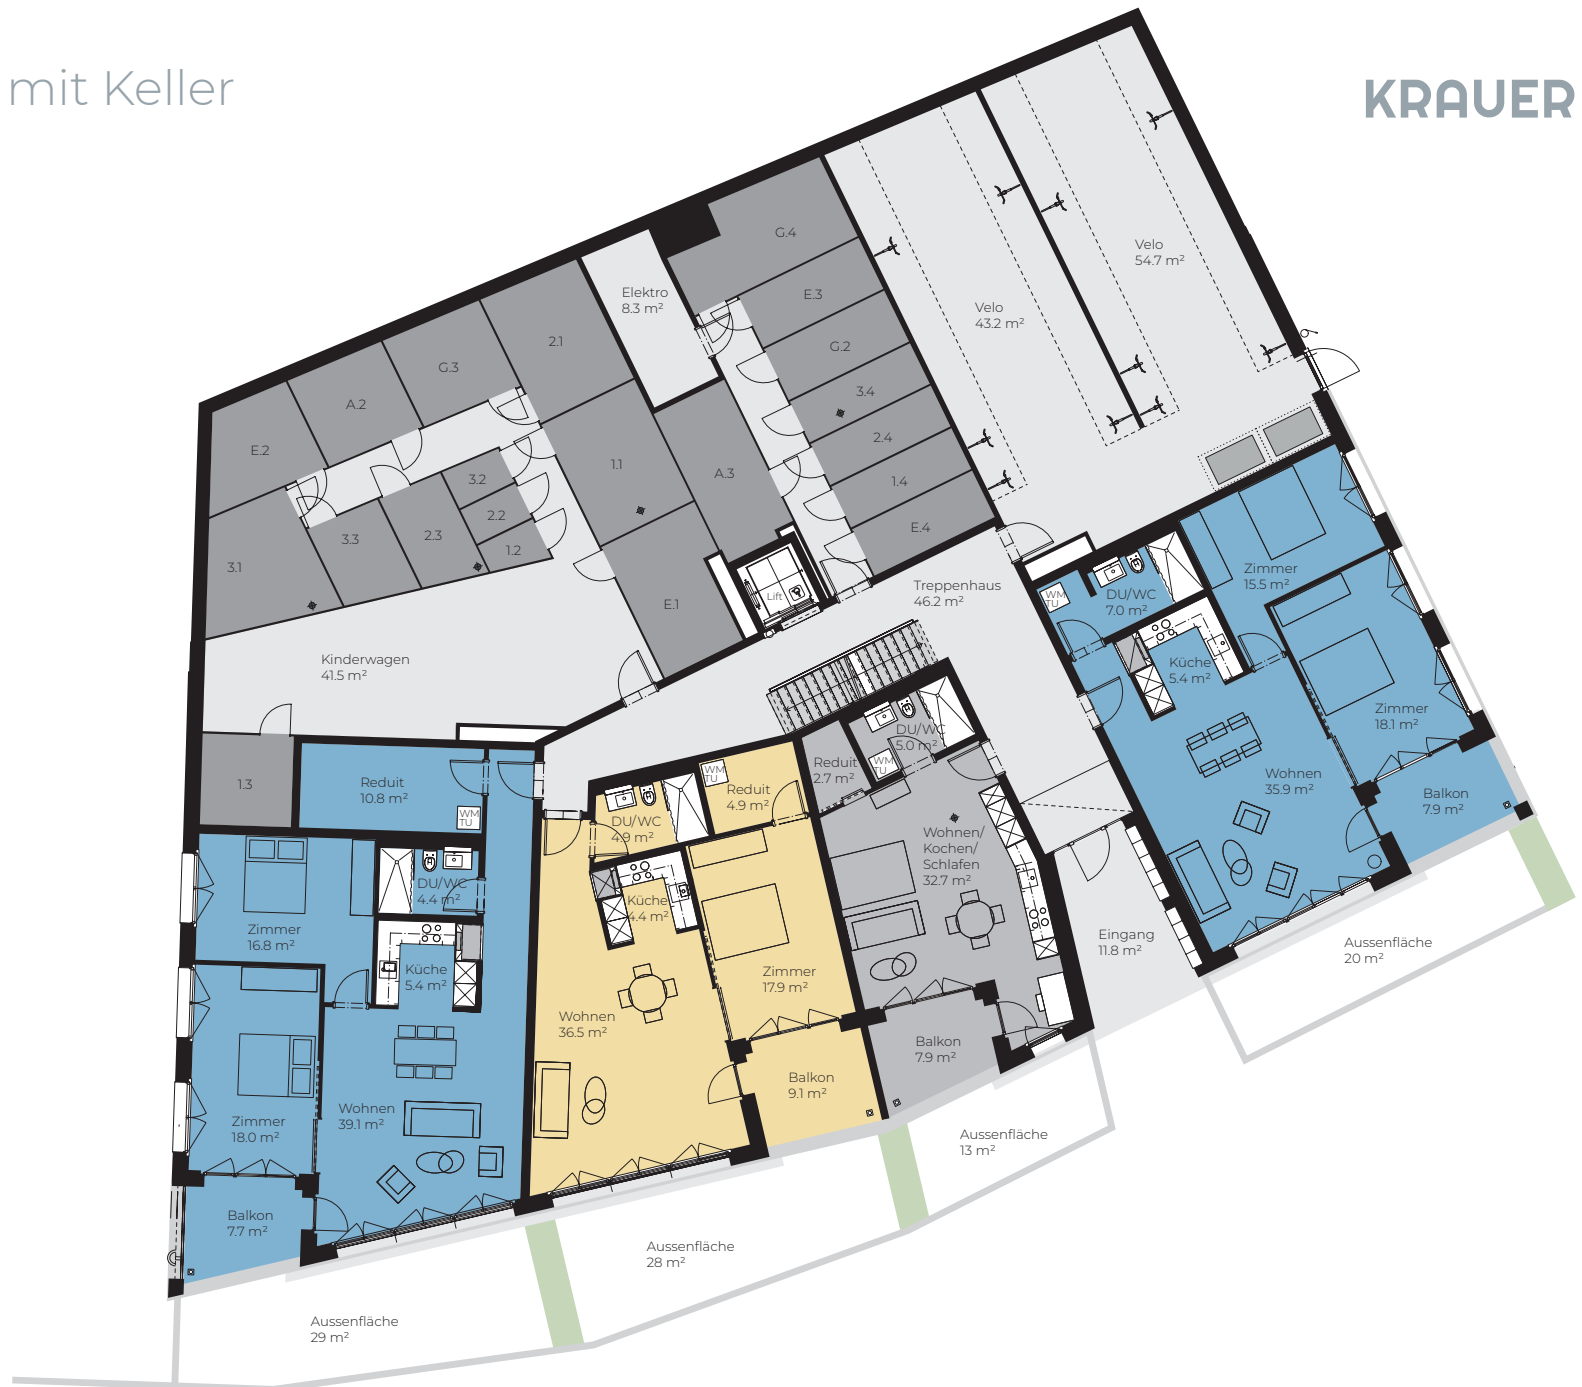 mit Keller
KRAUER
G.4
Velo
54.7 m²
Elektro
8.3 m²
E.3
Velo
43.2 m²
2.1
G.2
G.3
3.4
A.2
2.4
E.2
1.1
A.3
1.4
3.2
2.2
E.4
3.3
2.3
1.2
3.1
E.1
Lift
Treppenhaus
46.2 m²
WM
TU
DU/WC
7.0 m²
Zimmer
15.5 m²
Kinderwagen
41.5 m²
Küche
5.4 m²
Zimmer
18.1 m²
1.3
Reduit
10.8 m²
WM
TU
WM
TU
Reduit
4.9 m²
DU/WC
4.9 m²
Reduit
2.7 m²
DU/WC
5.0 m²
WM
TU
Wohnen
35.9 m²
Balkon
7.9 m²
Wohnen/
Kochen/
Schlafen
32.7 m²
DU/WC
4.4 m²
Küche
4.4 m²
Zimmer
16.8 m²
Küche
5.4 m²
Zimmer
17.9 m²
Eingang
11.8 m²
Aussenfläche
20 m²
Wohnen
36.5 m²
Balkon
7.9 m²
Balkon
9.1 m²
Zimmer
18.0 m²
Wohnen
39.1 m²
Aussenfläche
13 m²
Balkon
7.7 m²
Aussenfläche
28 m²
Aussenfläche
29 m²